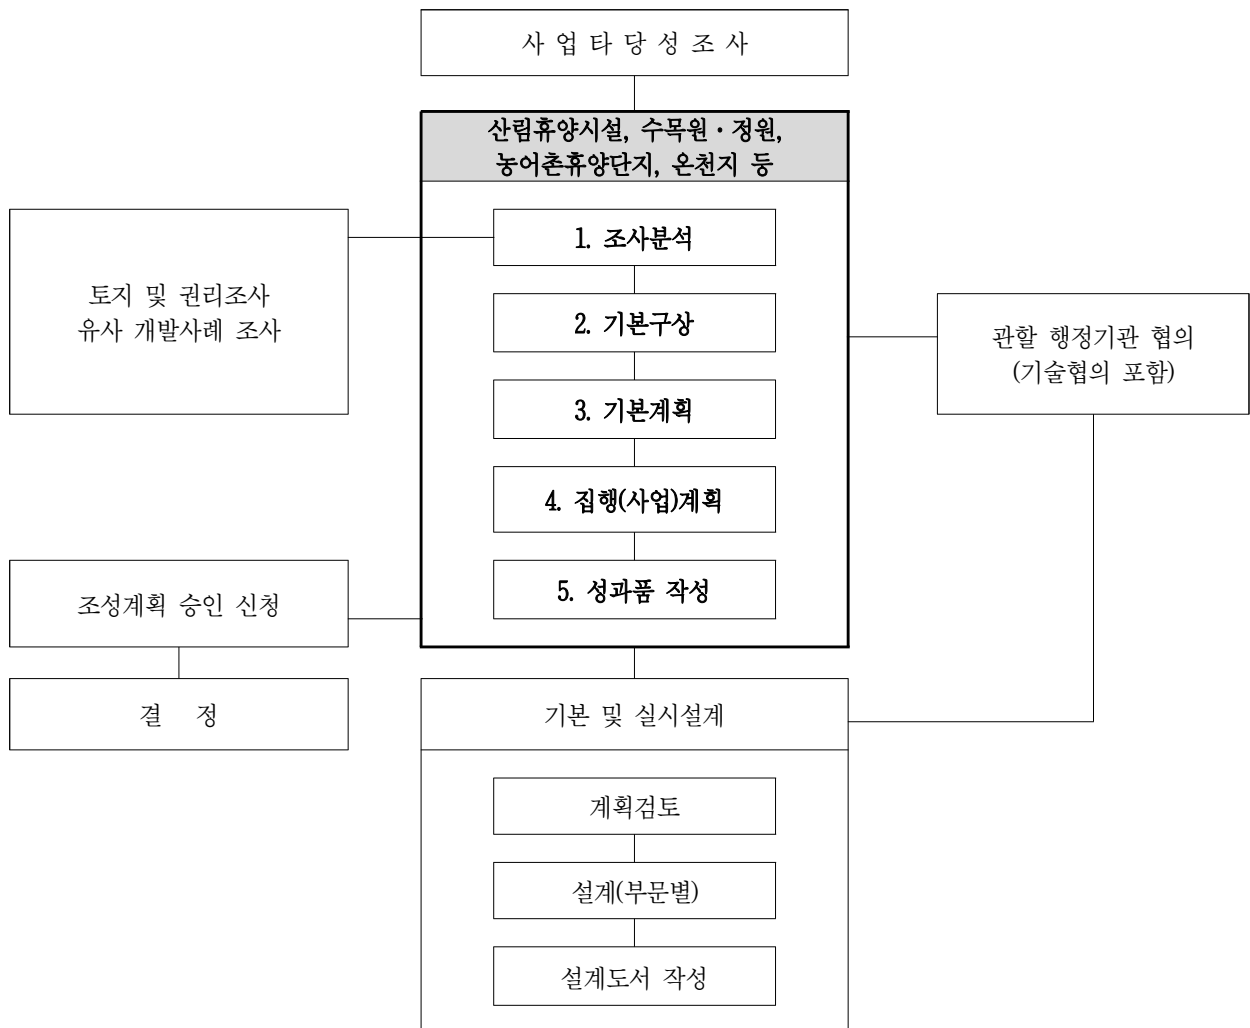 사 업 타 당 성 조 사
산림휴양시설, 수목원·정원,
농어촌휴양단지, 온천지 등
1. 조사분석
토지 및 권리조사
유사 개발사례 조사
2. 기본구상
관할 행정기관 협의
(기술협의 포함)
3. 기본계획
4. 집행(사업)계획
5. 성과품 작성
조성계획 승인 신청
결 정
기본 및 실시설계
계획검토
설계(부문별)
설계도서 작성